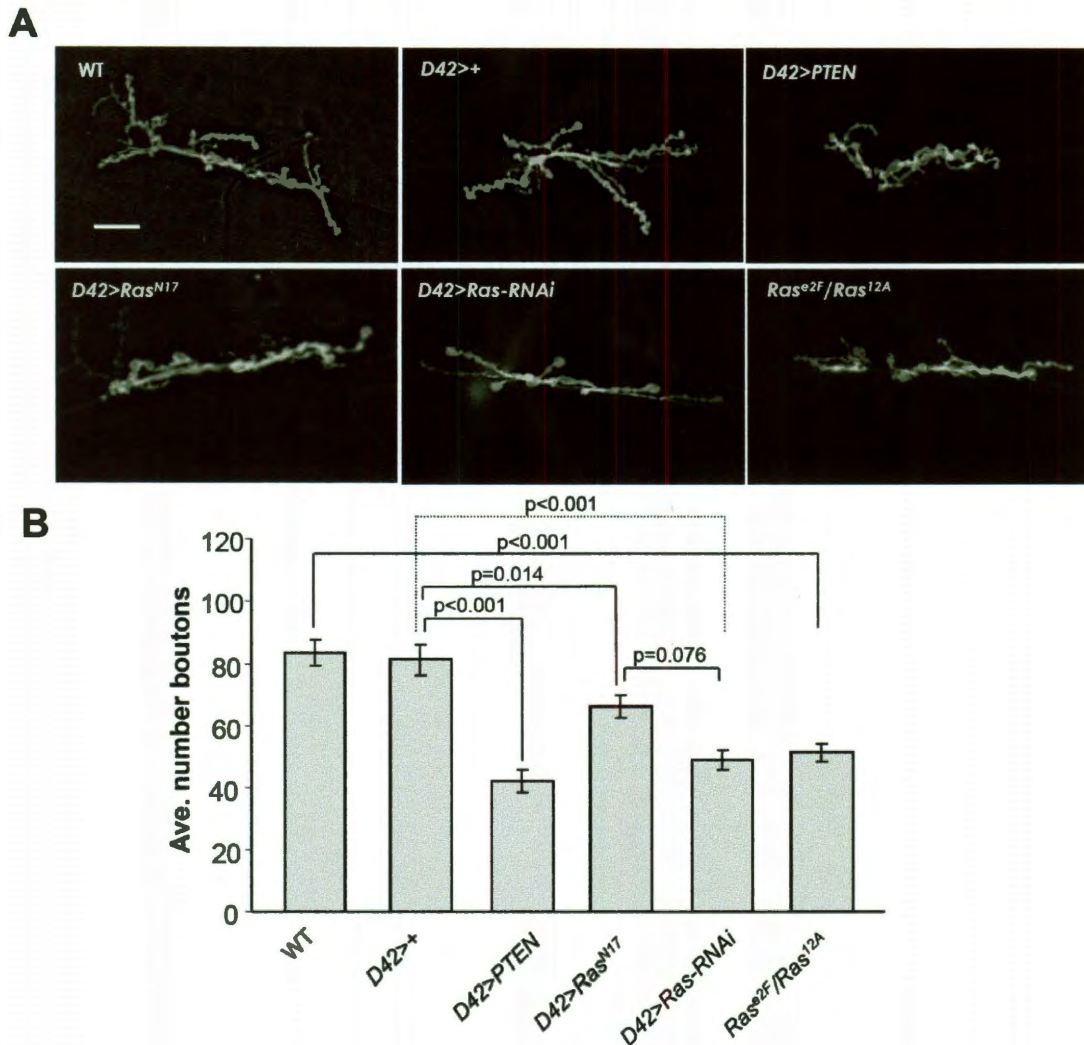 A
WT
D42>+
D42>PTEN
D42>Ras^N17
D42>Ras-RNAi
Ras^e2F/Ras^12A
B
p<0.001
p<0.001
p=0.014
p<0.001
p=0.076
Ave. number boutons
120
100
80
60
40
20
0
WT
D42>+
D42>PTEN
D42>Ras^N17
D42>Ras-RNAi
Ras^e2F/Ras^12A